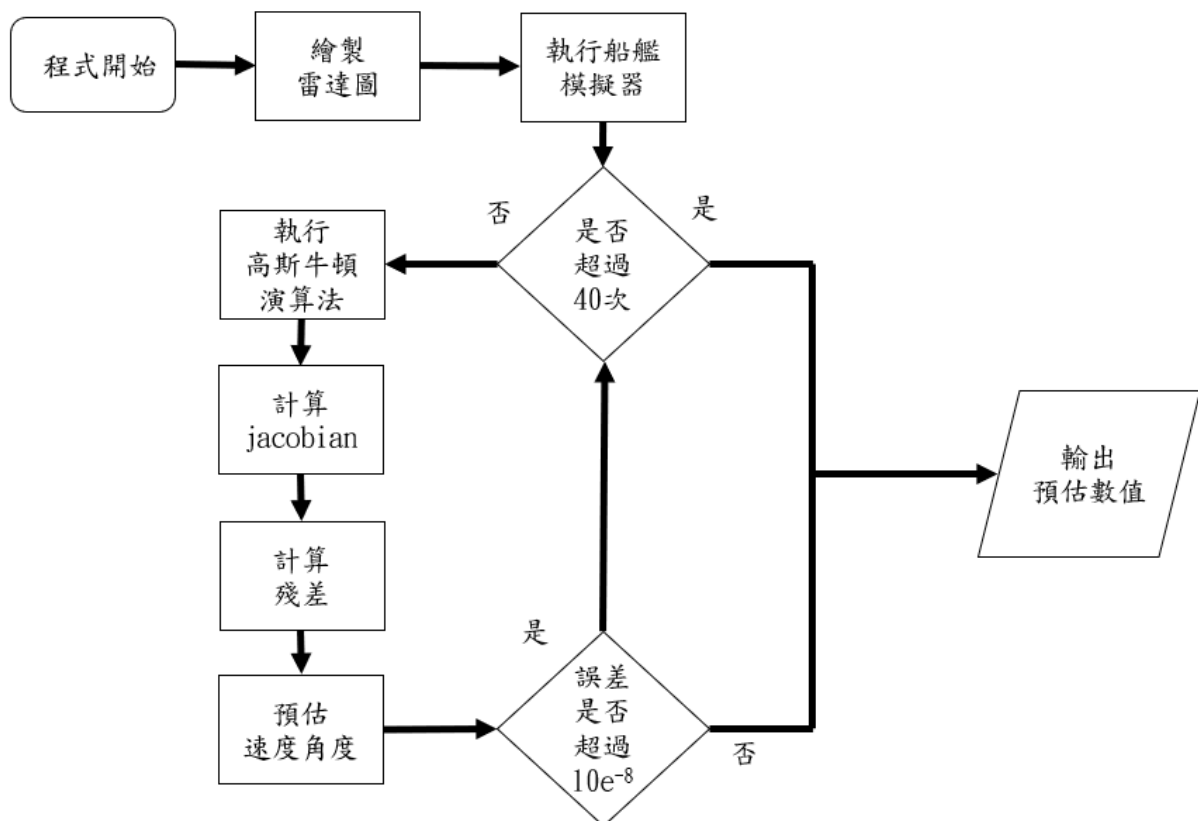 程式開始
繪製
雷達圖
執行船艦
模擬器
是否
超過
40次
否
是
執行
高斯牛頓
演算法
計算
jacobian
計算
殘差
預估
速度角度
誤差
是否
超過
10e⁻⁸
是
否
輸出
預估數值